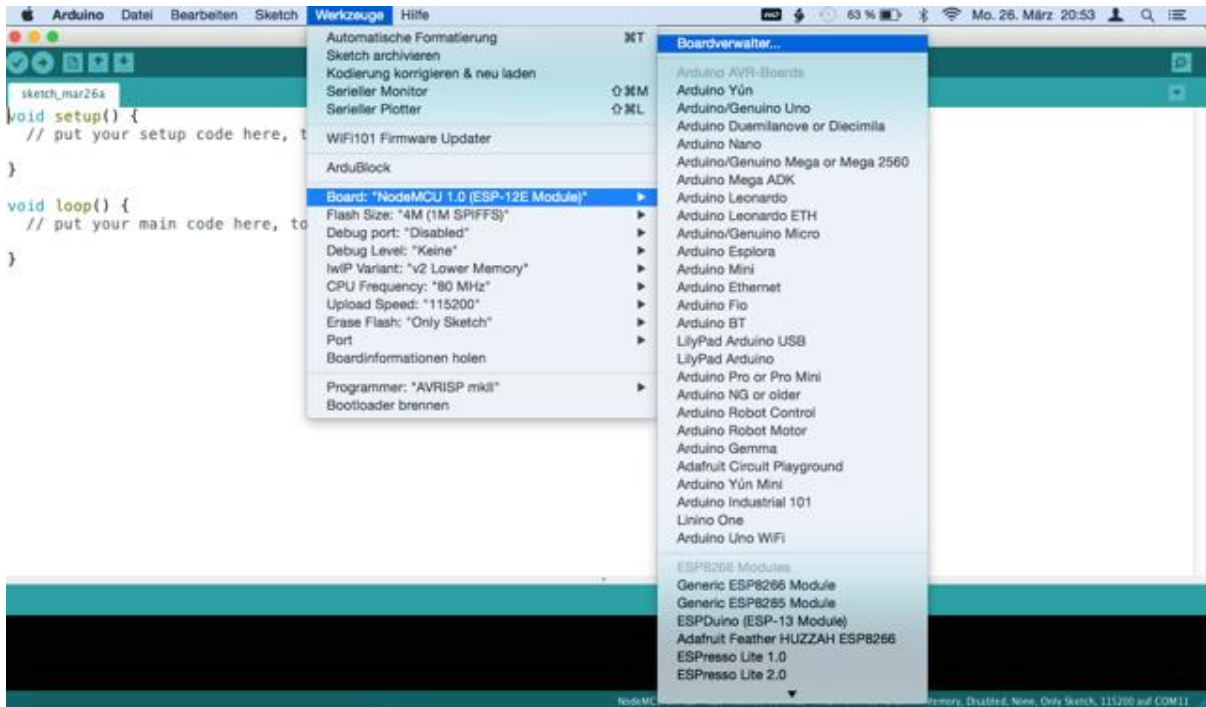 Arduino Datei Bearbeiten Sketch Werkzeuge Hilfe 63 % Mo. 26. März 20:53
sketch_mar26a
void setup() {
// put your setup code here, t
}
void loop() {
// put your main code here, to
}
Automatische Formatierung ⌘T
Sketch archivieren
Kodierung korrigieren & neu laden
Serieller Monitor ⇧⌘M
Serieller Plotter ⇧⌘L
WiFi101 Firmware Updater
ArduBlock
Board: "NodeMCU 1.0 (ESP-12E Module)"
Flash Size: "4M (1M SPIFFS)"
Debug port: "Disabled"
Debug Level: "Keine"
lwIP Variant: "v2 Lower Memory"
CPU Frequency: "80 MHz"
Upload Speed: "115200"
Erase Flash: "Only Sketch"
Port
Boardinformationen holen
Programmer: "AVRISP mkII"
Bootloader brennen
Boardverwalter...
Arduino AVR-Boards
Arduino Yún
Arduino/Genuino Uno
Arduino Duemilanove or Diecimila
Arduino Nano
Arduino/Genuino Mega or Mega 2560
Arduino Mega ADK
Arduino Leonardo
Arduino Leonardo ETH
Arduino/Genuino Micro
Arduino Esplora
Arduino Mini
Arduino Ethernet
Arduino Fio
Arduino BT
LilyPad Arduino USB
LilyPad Arduino
Arduino Pro or Pro Mini
Arduino NG or older
Arduino Robot Control
Arduino Robot Motor
Arduino Gemma
Adafruit Circuit Playground
Arduino Yún Mini
Arduino Industrial 101
Linino One
Arduino Uno WiFi
ESP8266 Modules
Generic ESP8266 Module
Generic ESP8285 Module
ESPDuino (ESP-13 Module)
Adafruit Feather HUZZAH ESP8266
ESPresso Lite 1.0
ESPresso Lite 2.0
NodeMC emory, Disabled, None, Only Sketch, 115200 auf COM11